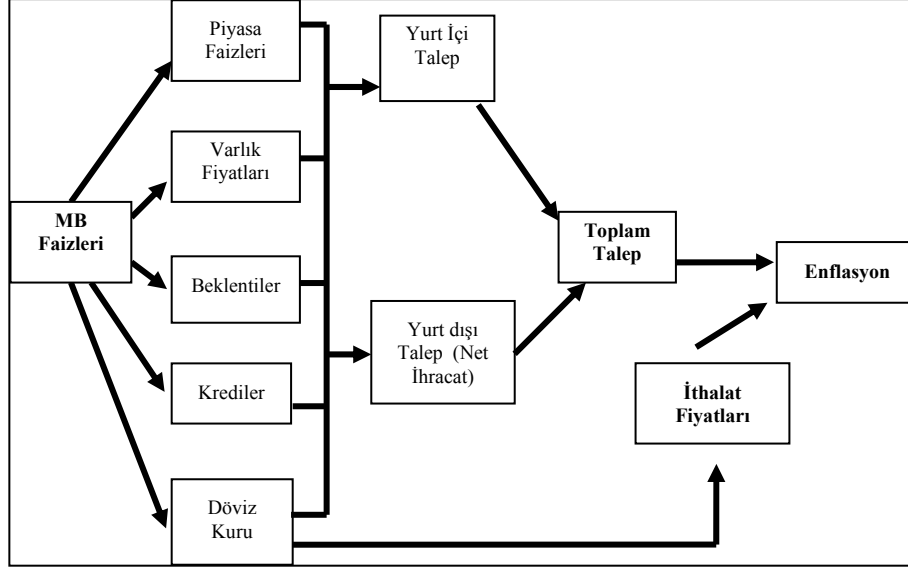 Piyasa
Faizleri
Yurt İçi
Talep
Varlık
Fiyatları
MB
Faizleri
Toplam
Talep
Enflasyon
Beklentiler
Yurt dışı
Talep (Net
İhracat)
Krediler
İthalat
Fiyatları
Döviz
Kuru